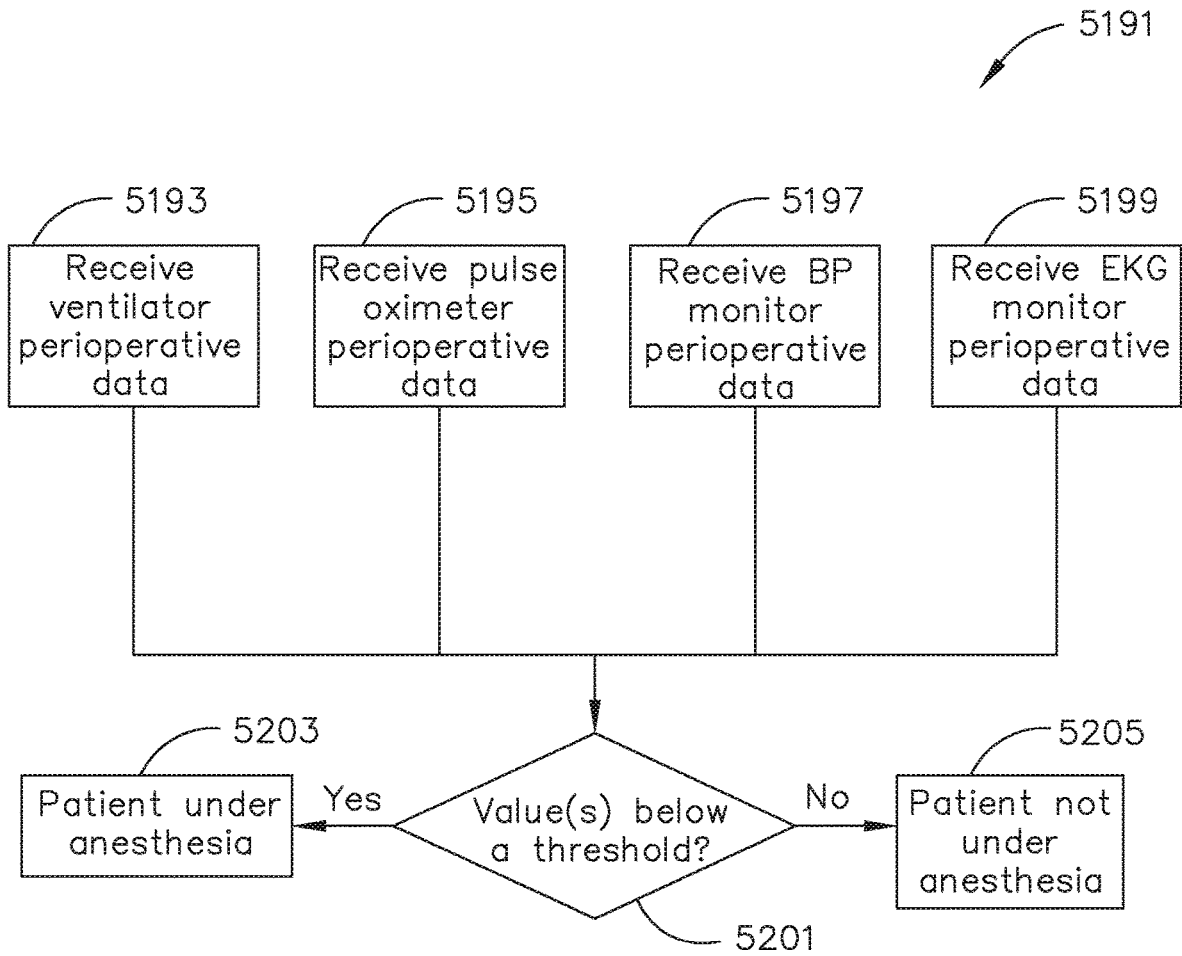 5191
5193
5195
5197
5199
Receive
ventilator
perioperative
data
Receive pulse
oximeter
perioperative
data
Receive BP
monitor
perioperative
data
Receive EKG
monitor
perioperative
data
5203
5205
Patient under
anesthesia
Yes
Value(s) below
a threshold?
No
Patient not
under
anesthesia
5201